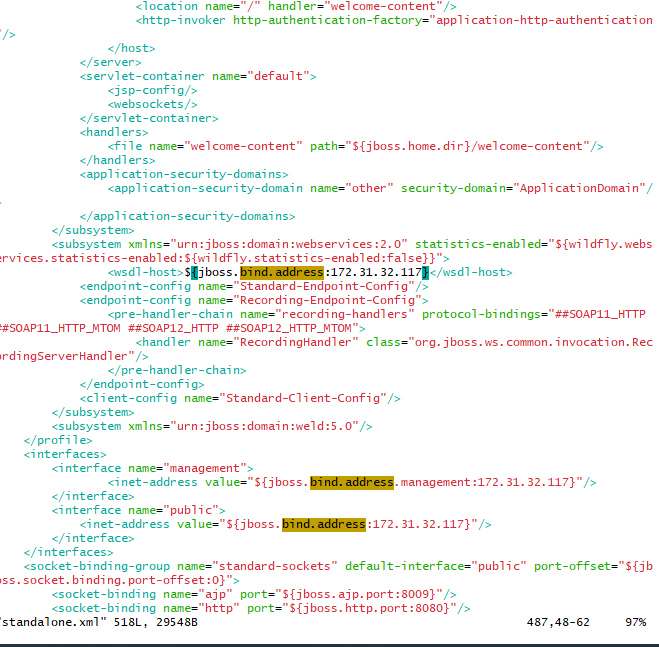 <location name="/" handler="welcome-content"/>
<http-invoker http-authentication-factory="application-http-authentication
"/>
</host>
</server>
<servlet-container name="default">
<jsp-config/>
<websockets/>
</servlet-container>
<handlers>
<file name="welcome-content" path="${jboss.home.dir}/welcome-content"/>
</handlers>
<application-security-domains>
<application-security-domain name="other" security-domain="ApplicationDomain"/
>
</application-security-domains>
</subsystem>
<subsystem xmlns="urn:jboss:domain:webservices:2.0" statistics-enabled="${wildfly.webs
ervices.statistics-enabled:${wildfly.statistics-enabled:false}}">
<wsdl-host>${jboss.bind.address:172.31.32.117}</wsdl-host>
<endpoint-config name="Standard-Endpoint-Config"/>
<endpoint-config name="Recording-Endpoint-Config">
<pre-handler-chain name="recording-handlers" protocol-bindings="##SOAP11_HTTP
##SOAP11_HTTP_MTOM ##SOAP12_HTTP ##SOAP12_HTTP_MTOM">
<handler name="RecordingHandler" class="org.jboss.ws.common.invocation.Rec
ordingServerHandler"/>
</pre-handler-chain>
</endpoint-config>
<client-config name="Standard-Client-Config"/>
</subsystem>
<subsystem xmlns="urn:jboss:domain:weld:5.0"/>
</profile>
<interfaces>
<interface name="management">
<inet-address value="${jboss.bind.address.management:172.31.32.117}"/>
</interface>
<interface name="public">
<inet-address value="${jboss.bind.address:172.31.32.117}"/>
</interface>
</interfaces>
<socket-binding-group name="standard-sockets" default-interface="public" port-offset="${jb
oss.socket.binding.port-offset:0}">
<socket-binding name="ajp" port="${jboss.ajp.port:8009}"/>
<socket-binding name="http" port="${jboss.http.port:8080}"/>
"standalone.xml" 518L, 29548B 487,48-62 97%